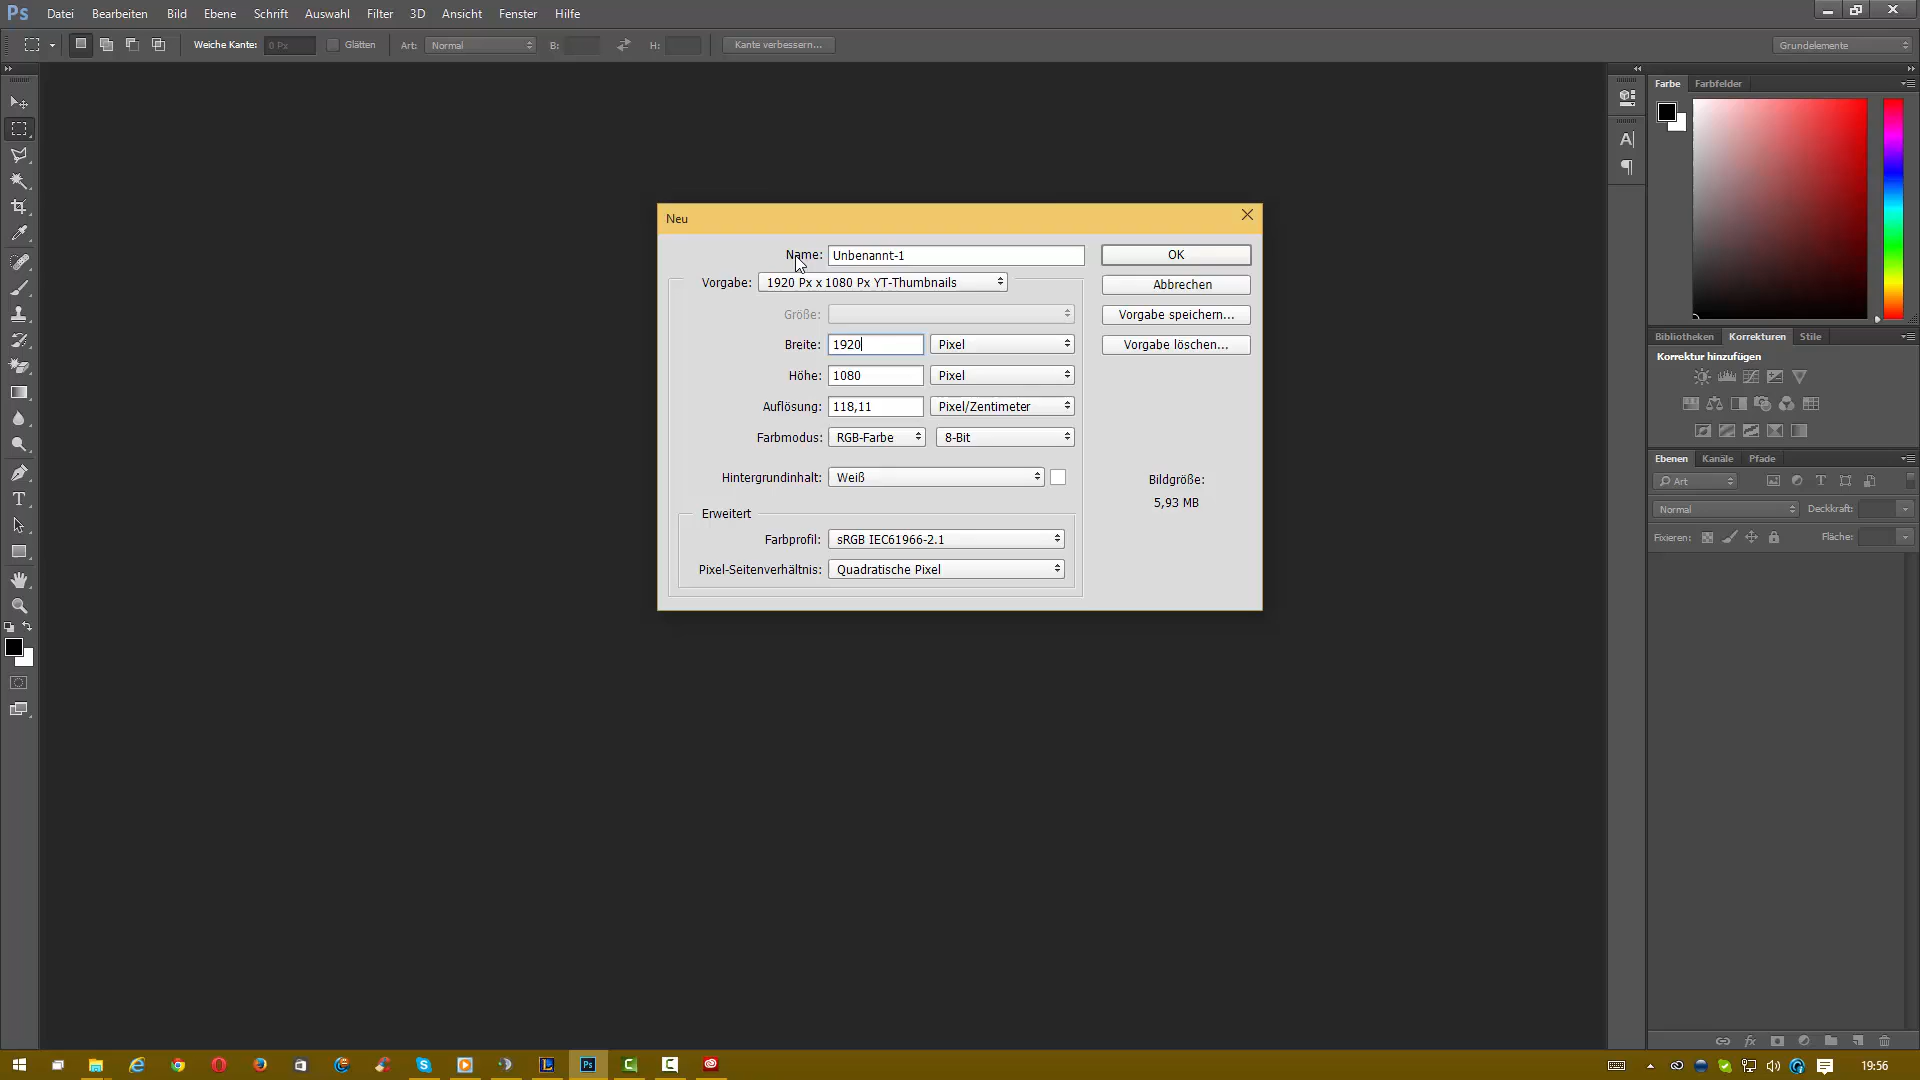 Ps Datei Bearbeiten Bild Ebene Schrift Auswahl Filter 3D Ansicht Fenster Hilfe
Weiche Kante: 0 Px Glätten Art: Normal B: H: Kante verbessern... Grundelemente
Farbe Farbfelder
Neu
Name: Unbenannt-1 OK
Vorgabe: 1920 Px x 1080 Px YT-Thumbnails Abbrechen
Größe: Vorgabe speichern...
Breite: 1920 Pixel Vorgabe löschen...
Höhe: 1080 Pixel
Auflösung: 118,11 Pixel/Zentimeter
Farbmodus: RGB-Farbe 8-Bit
Hintergrundinhalt: Weiß
Bildgröße:
5,93 MB
Erweitert
Farbprofil: sRGB IEC61966-2.1
Pixel-Seitenverhältnis: Quadratische Pixel
Bibliotheken Korrekturen Stile
Korrektur hinzufügen
Ebenen Kanäle Pfade
Art
Normal Deckkraft:
Fixieren: Fläche:
19:56